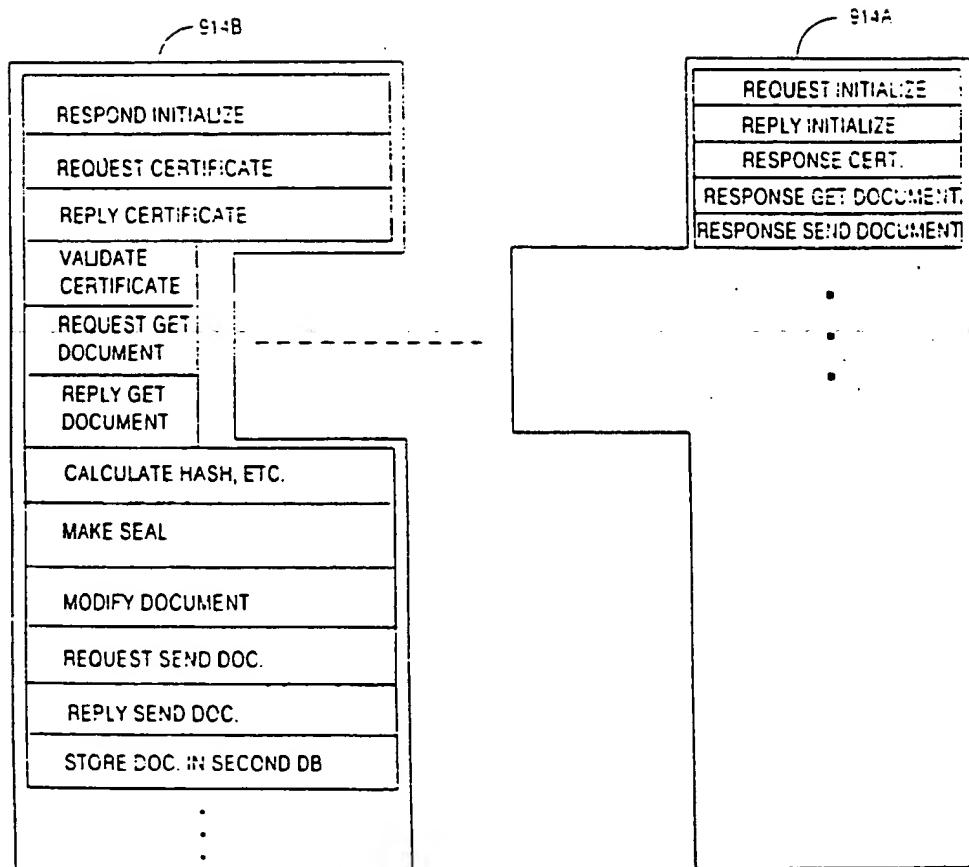 914B
RESPOND INITIALIZE
REQUEST CERTIFICATE
REPLY CERTIFICATE
VALIDATE
CERTIFICATE
REQUEST GET
DOCUMENT
REPLY GET
DOCUMENT
CALCULATE HASH, ETC.
MAKE SEAL
MODIFY DOCUMENT
REQUEST SEND DOC.
REPLY SEND DOC.
STORE DOC. IN SECOND DB
914A
REQUEST INITIALIZE
REPLY INITIALIZE
RESPONSE CERT.
RESPONSE GET DOCUMENT.
RESPONSE SEND DOCUMENT